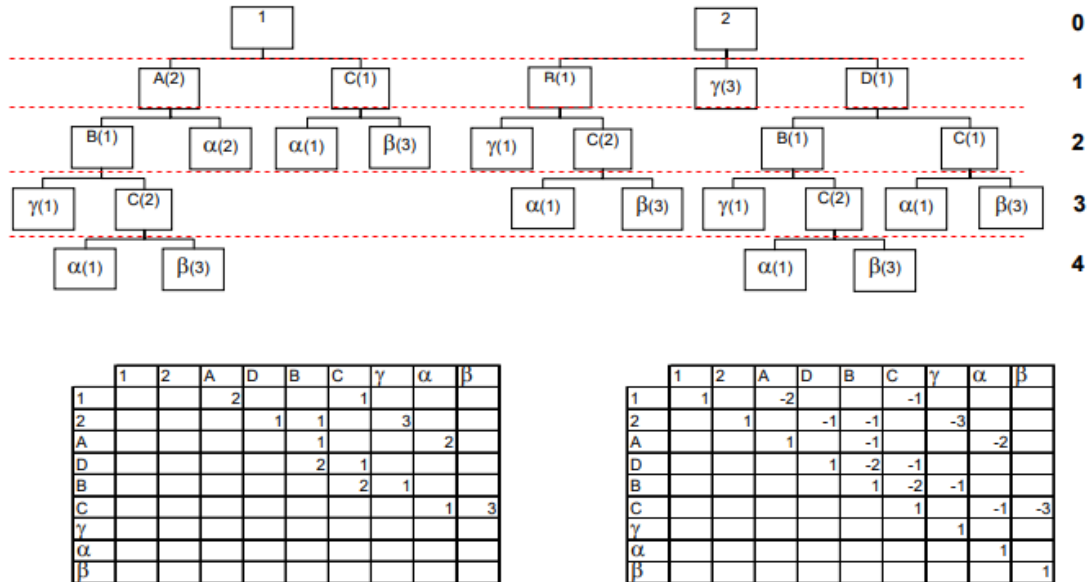 1 2 0
A(2) C(1) B(1) γ(3) D(1) 1
B(1) α(2) α(1) β(3) γ(1) C(2) B(1) C(1) 2
γ(1) C(2) α(1) β(3) γ(1) C(2) α(1) β(3) 3
α(1) β(3) α(1) β(3) 4
1 2 A D B C γ α β
1 2 1
2 1 1 3
A 1 2
D 2 1
B 2 1
C 1 3
γ
α
β
1 2 A D B C γ α β
1 1 -2 -1
2 1 -1 -1 -3
A 1 -1 -2
D 1 -2 -1
B 1 -2 -1
C 1 -1 -3
γ 1
α 1
β 1